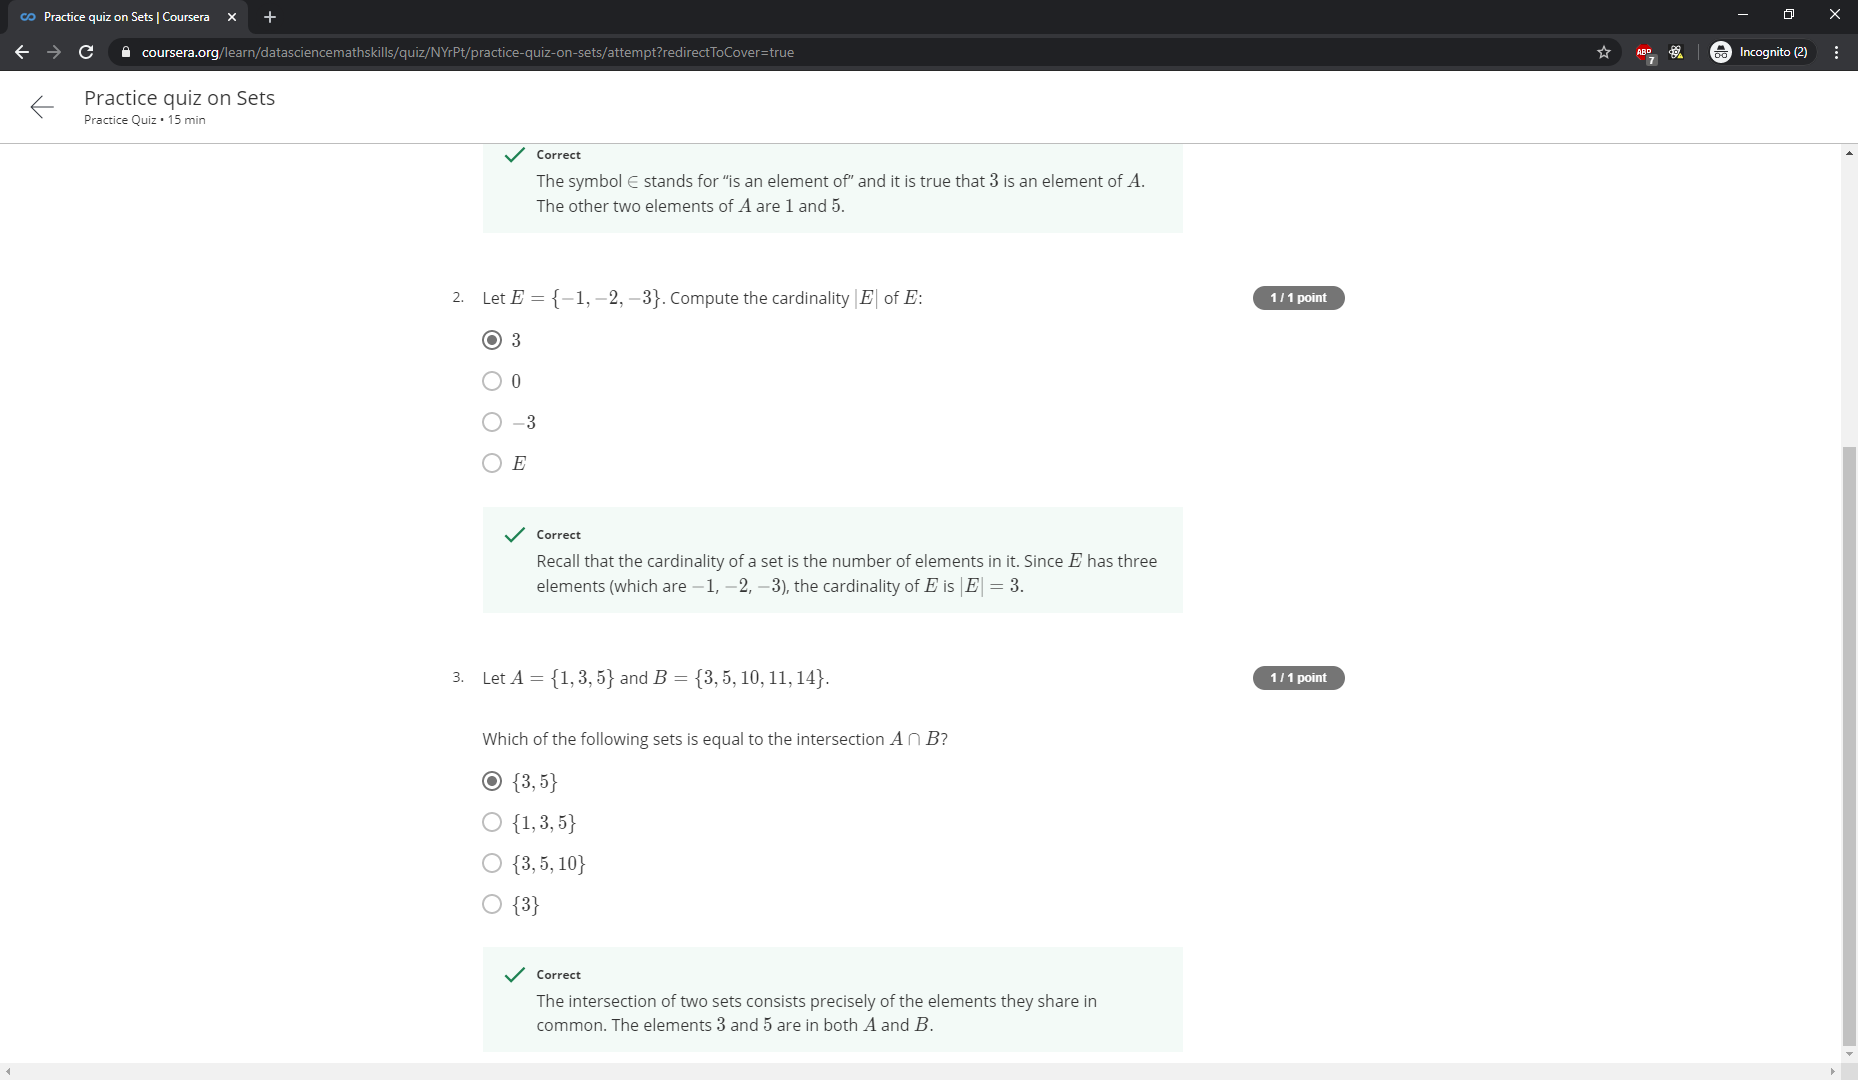 Practice quiz on Sets | Coursera
coursera.org/learn/datasciencemathskills/quiz/NYrPt/practice-quiz-on-sets/attempt?redirectToCover=true
ABP
7
Incognito (2)
Practice quiz on Sets
Practice Quiz • 15 min
Correct
The symbol ∈ stands for “is an element of” and it is true that 3 is an element of A.
The other two elements of A are 1 and 5.
2. Let E = {−1, −2, −3}. Compute the cardinality |E| of E:
1 / 1 point
3
0
−3
E
Correct
Recall that the cardinality of a set is the number of elements in it. Since E has three
elements (which are −1, −2, −3), the cardinality of E is |E| = 3.
3. Let A = {1, 3, 5} and B = {3, 5, 10, 11, 14}.
1 / 1 point
Which of the following sets is equal to the intersection A ∩ B?
{3, 5}
{1, 3, 5}
{3, 5, 10}
{3}
Correct
The intersection of two sets consists precisely of the elements they share in
common. The elements 3 and 5 are in both A and B.